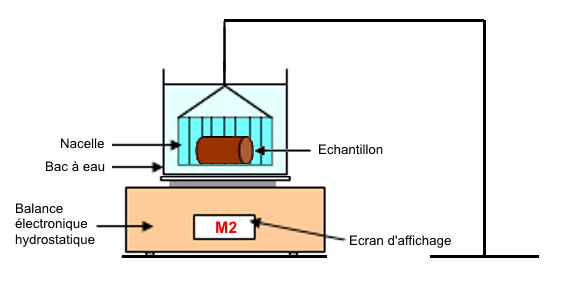 Nacelle
Echantillon
Bac à eau
Balance
électronique
hydrostatique
M2
Ecran d'affichage